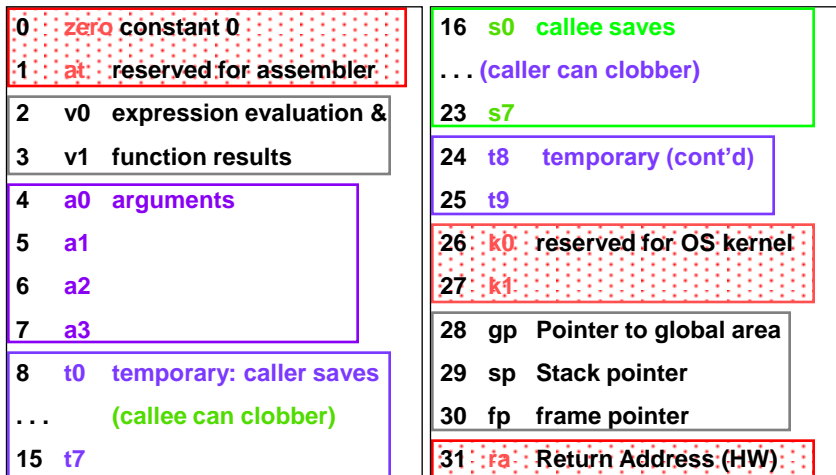 0 zero constant 0
1 at reserved for assembler
2 v0 expression evaluation &
3 v1 function results
4 a0 arguments
5 a1
6 a2
7 a3
8 t0 temporary: caller saves
. . . (callee can clobber)
15 t7
16 s0 callee saves
. . . (caller can clobber)
23 s7
24 t8 temporary (cont’d)
25 t9
26 k0 reserved for OS kernel
27 k1
28 gp Pointer to global area
29 sp Stack pointer
30 fp frame pointer
31 ra Return Address (HW)